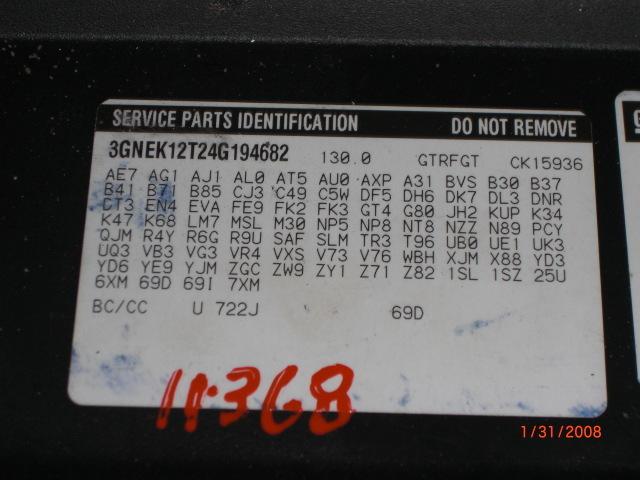 SERVICE PARTS IDENTIFICATION DO NOT REMOVE
3GNEK12T24G194682 130.0 GTRFGT CK15936
AE7 AG1 AJ1 AL0 AT5 AU0 AXP A31 BVS B30 B37
B41 B71 B85 CJ3 C49 C5W DF5 DH6 DK7 DL3 DNR
CT3 EN4 EVA FE9 FK2 FK3 GT4 G80 JH2 KUP K34
K47 K68 LM7 MSL M30 NP5 NP8 NT8 NZZ N89 PCY
QJM R4Y R6G R9U SAF SLM TR3 T96 UB0 UE1 UK3
UQ3 VB3 VG3 VR4 VXS V73 V76 WBH XJM X88 YD3
YD6 YE9 YJM ZGC ZW9 ZY1 Z71 Z82 1SL 1SZ 25U
6XM 69D 69I 7XM
BC/CC U 722J 69D
11368
1/31/2008